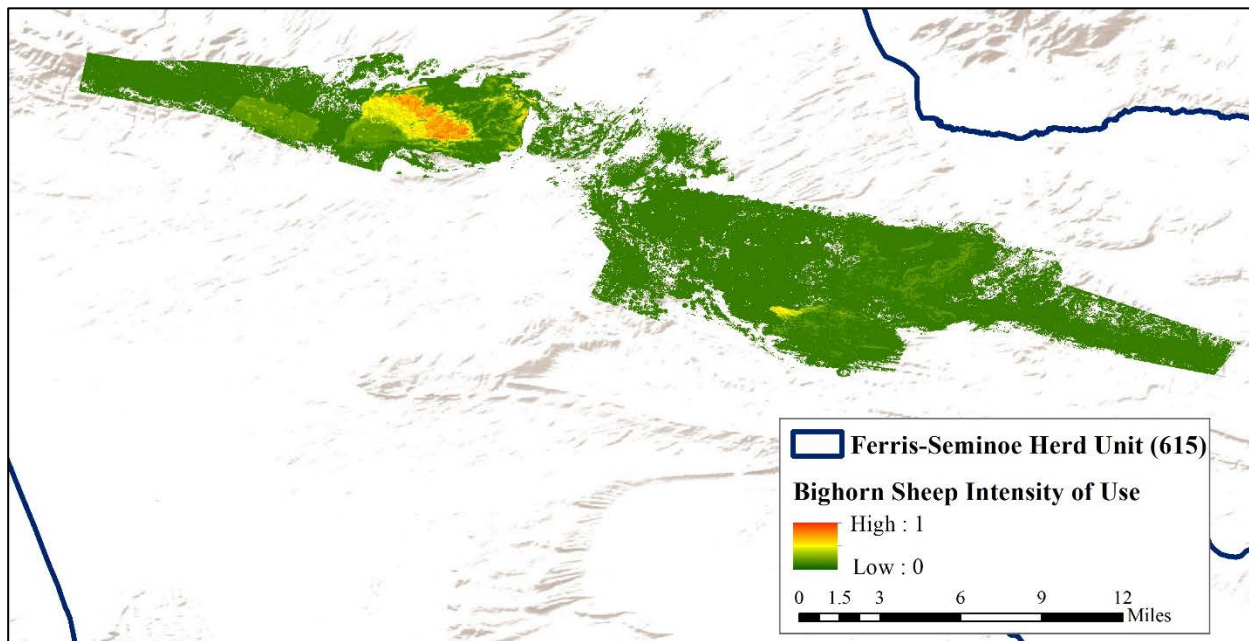 Ferris-Seminoe Herd Unit (615)
Bighorn Sheep Intensity of Use
High : 1
Low : 0
0 1.5 3 6 9 12
Miles